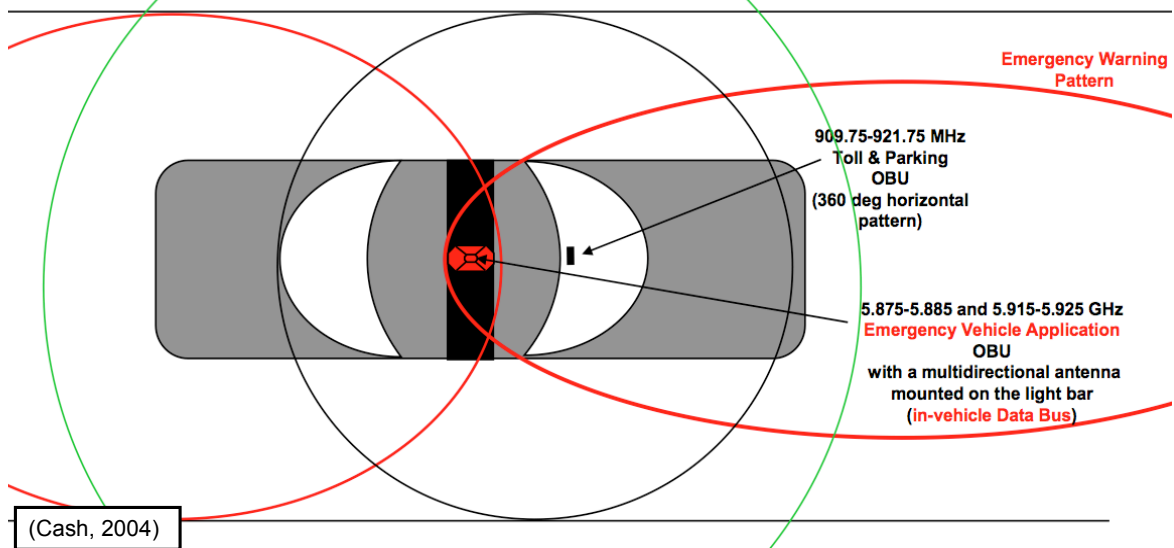 Emergency Warning
Pattern
909.75-921.75 MHz
Toll & Parking
OBU
(360 deg horizontal
pattern)
5.875-5.885 and 5.915-5.925 GHz
Emergency Vehicle Application
OBU
with a multidirectional antenna
mounted on the light bar
(in-vehicle Data Bus)
(Cash, 2004)